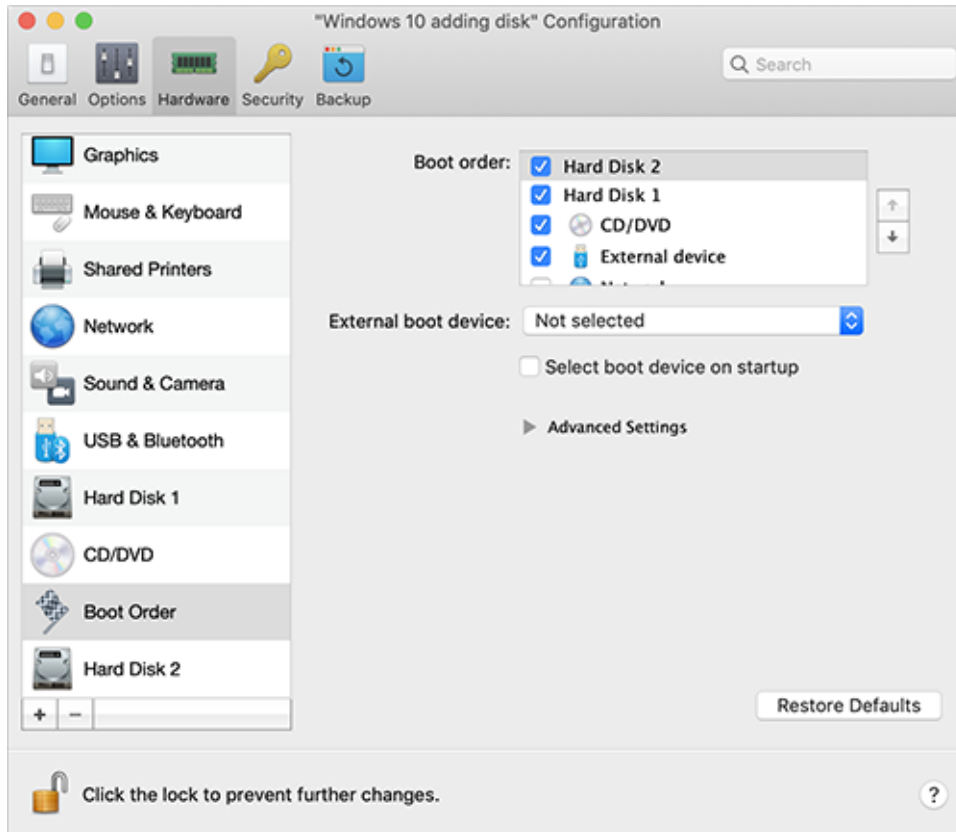 "Windows 10 adding disk" Configuration
General Options Hardware Security Backup
Search
Graphics
Mouse & Keyboard
Shared Printers
Network
Sound & Camera
USB & Bluetooth
Hard Disk 1
CD/DVD
Boot Order
Hard Disk 2
+ −
Boot order:
Hard Disk 2
Hard Disk 1
CD/DVD
External device
External boot device: Not selected
Select boot device on startup
Advanced Settings
Restore Defaults
Click the lock to prevent further changes.
?